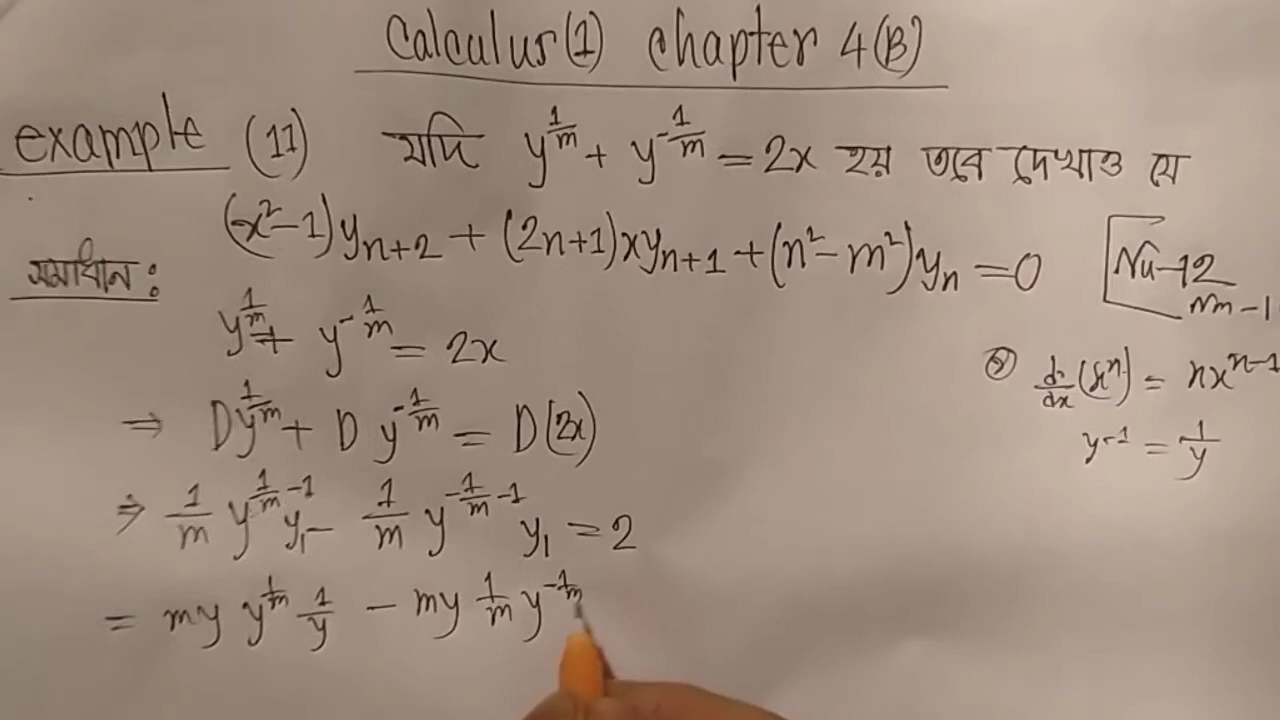 Calculus(1) chapter 4(B)
example (11) যদি y^{1/m} + y^{-1/m} = 2x হয় তবে দেখাও যে
(x²-1)y_{n+2} + (2n+1)xy_{n+1} + (n²-m²)y_n = 0
[Nu-12
Nm-1
সমাধান:
y^{1/m} + y^{-1/m} = 2x
⇒ Dy^{1/m} + D y^{-1/m} = D(2x)
⇒ 1/m y^{1/m-1} y₁ - 1/m y^{-1/m-1} y₁ = 2
= my y^{1/m} 1/y - my 1/m y^{-1/m}
d/dx (x^n) = nx^{n-1}
y^{-1} = 1/y